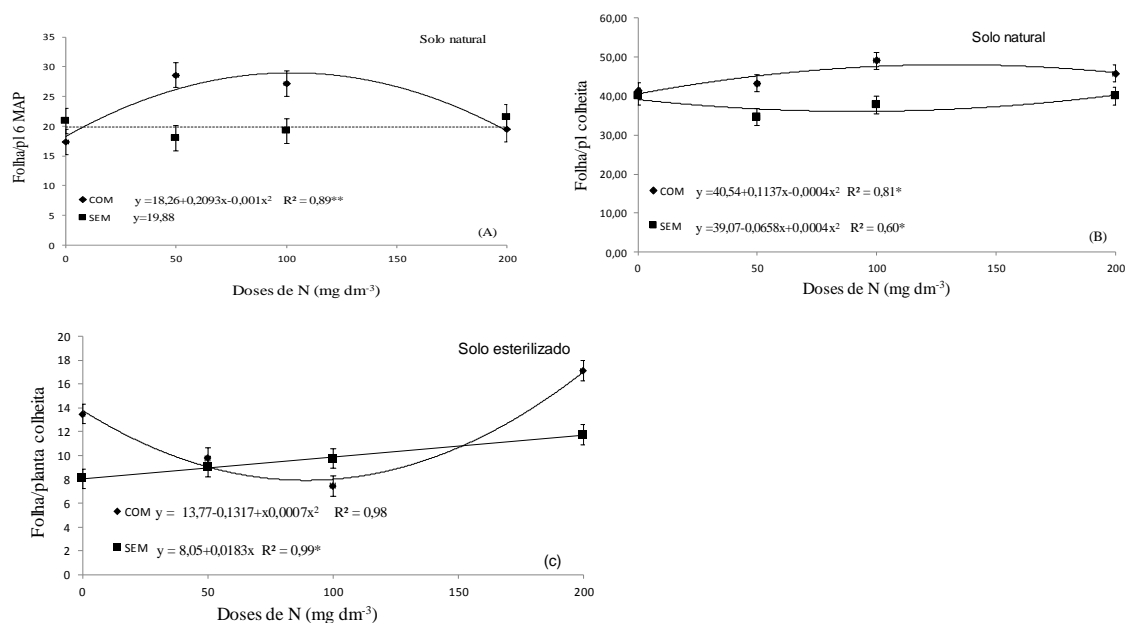 Solo natural
Folha/pl 6 MAP
35
30
25
20
15
10
5
0
COM y =18,26+0,2093x-0,001x² R² = 0,89**
SEM y=19,88
(A)
0 50 100 150 200
Doses de N (mg dm⁻³)
Solo natural
Folha/pl colheita
60,00
50,00
40,00
30,00
20,00
10,00
0,00
COM y =40,54+0,1137x-0,0004x² R² = 0,81*
SEM y =39,07-0,0658x+0,0004x² R² = 0,60*
(B)
0 50 100 150 200
Doses de N (mg dm⁻³)
Solo esterilizado
Folha/planta colheita
20
18
16
14
12
10
8
6
4
2
0
COM y = 13,77-0,1317+x0,0007x² R² = 0,98
SEM y = 8,05+0,0183x R² = 0,99*
(c)
0 50 100 150 200
Doses de N (mg dm⁻³)